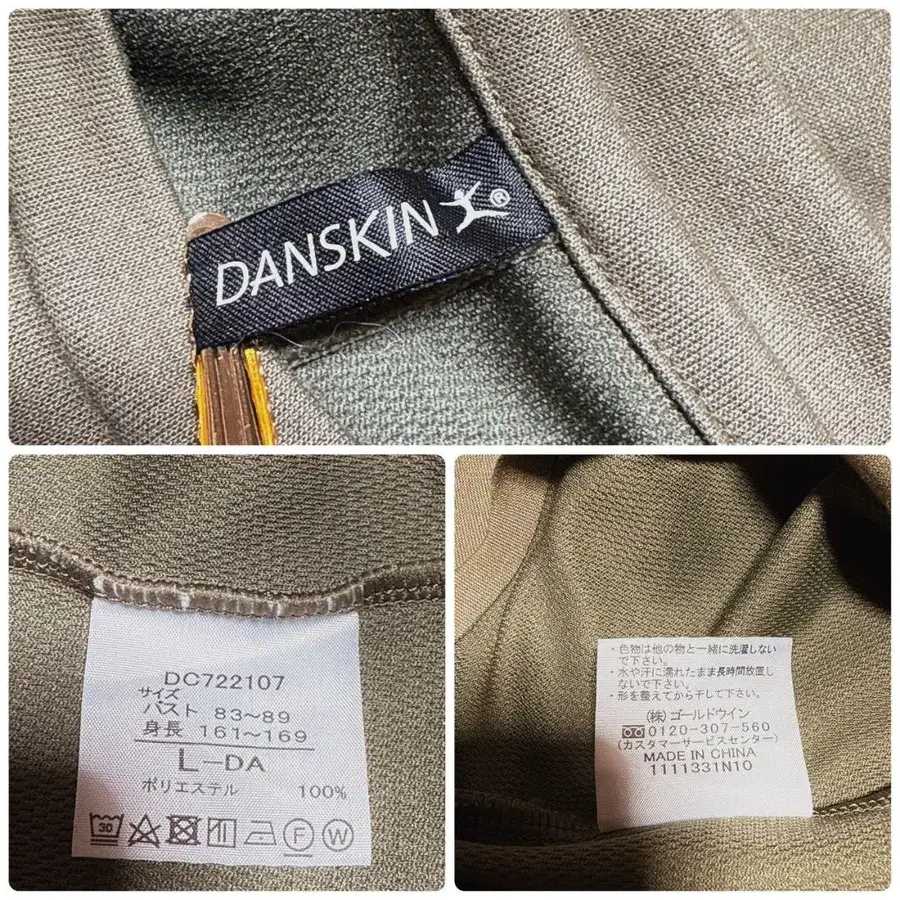 DANSKIN ®
DC722107
サイズ
バスト 83~89
身長 161~169
L-DA
ポリエステル 100%
30 F W
・色物は他の物と一緒に洗濯しない
で下さい。
・水や汗に濡れたまま長時間放置し
ないで下さい。
・形を整えてから干して下さい。
(株)ゴールドウイン
0120-307-560
(カスタマーサービスセンター)
MADE IN CHINA
1111331N10